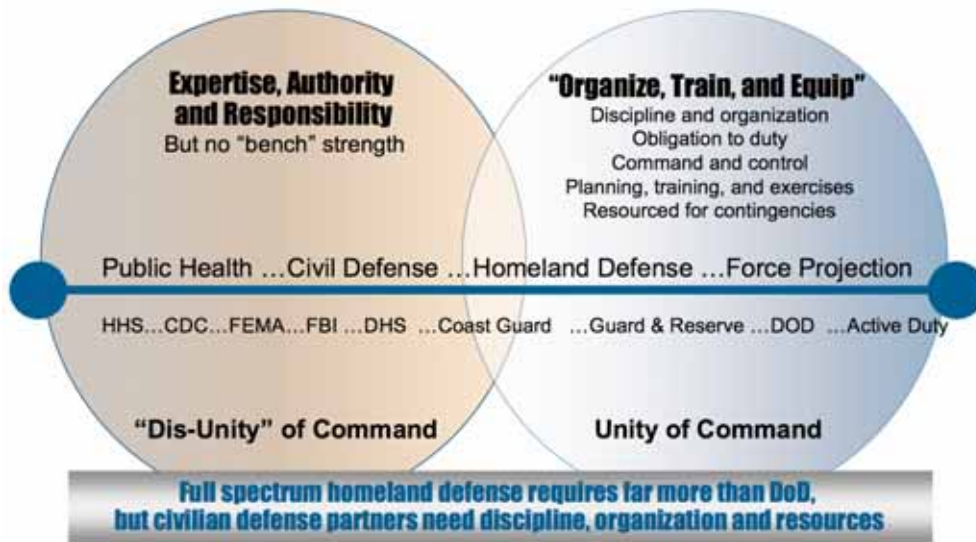 Expertise, Authority
and Responsibility
But no “bench” strength
“Organize, Train, and Equip”
Discipline and organization
Obligation to duty
Command and control
Planning, training, and exercises
Resourced for contingencies
Public Health ...Civil Defense ...Homeland Defense ...Force Projection
HHS...CDC...FEMA...FBI ...DHS ...Coast Guard ...Guard & Reserve ...DOD ...Active Duty
“Dis-Unity” of Command
Unity of Command
Full spectrum homeland defense requires far more than DoD,
but civilian defense partners need discipline, organization and resources